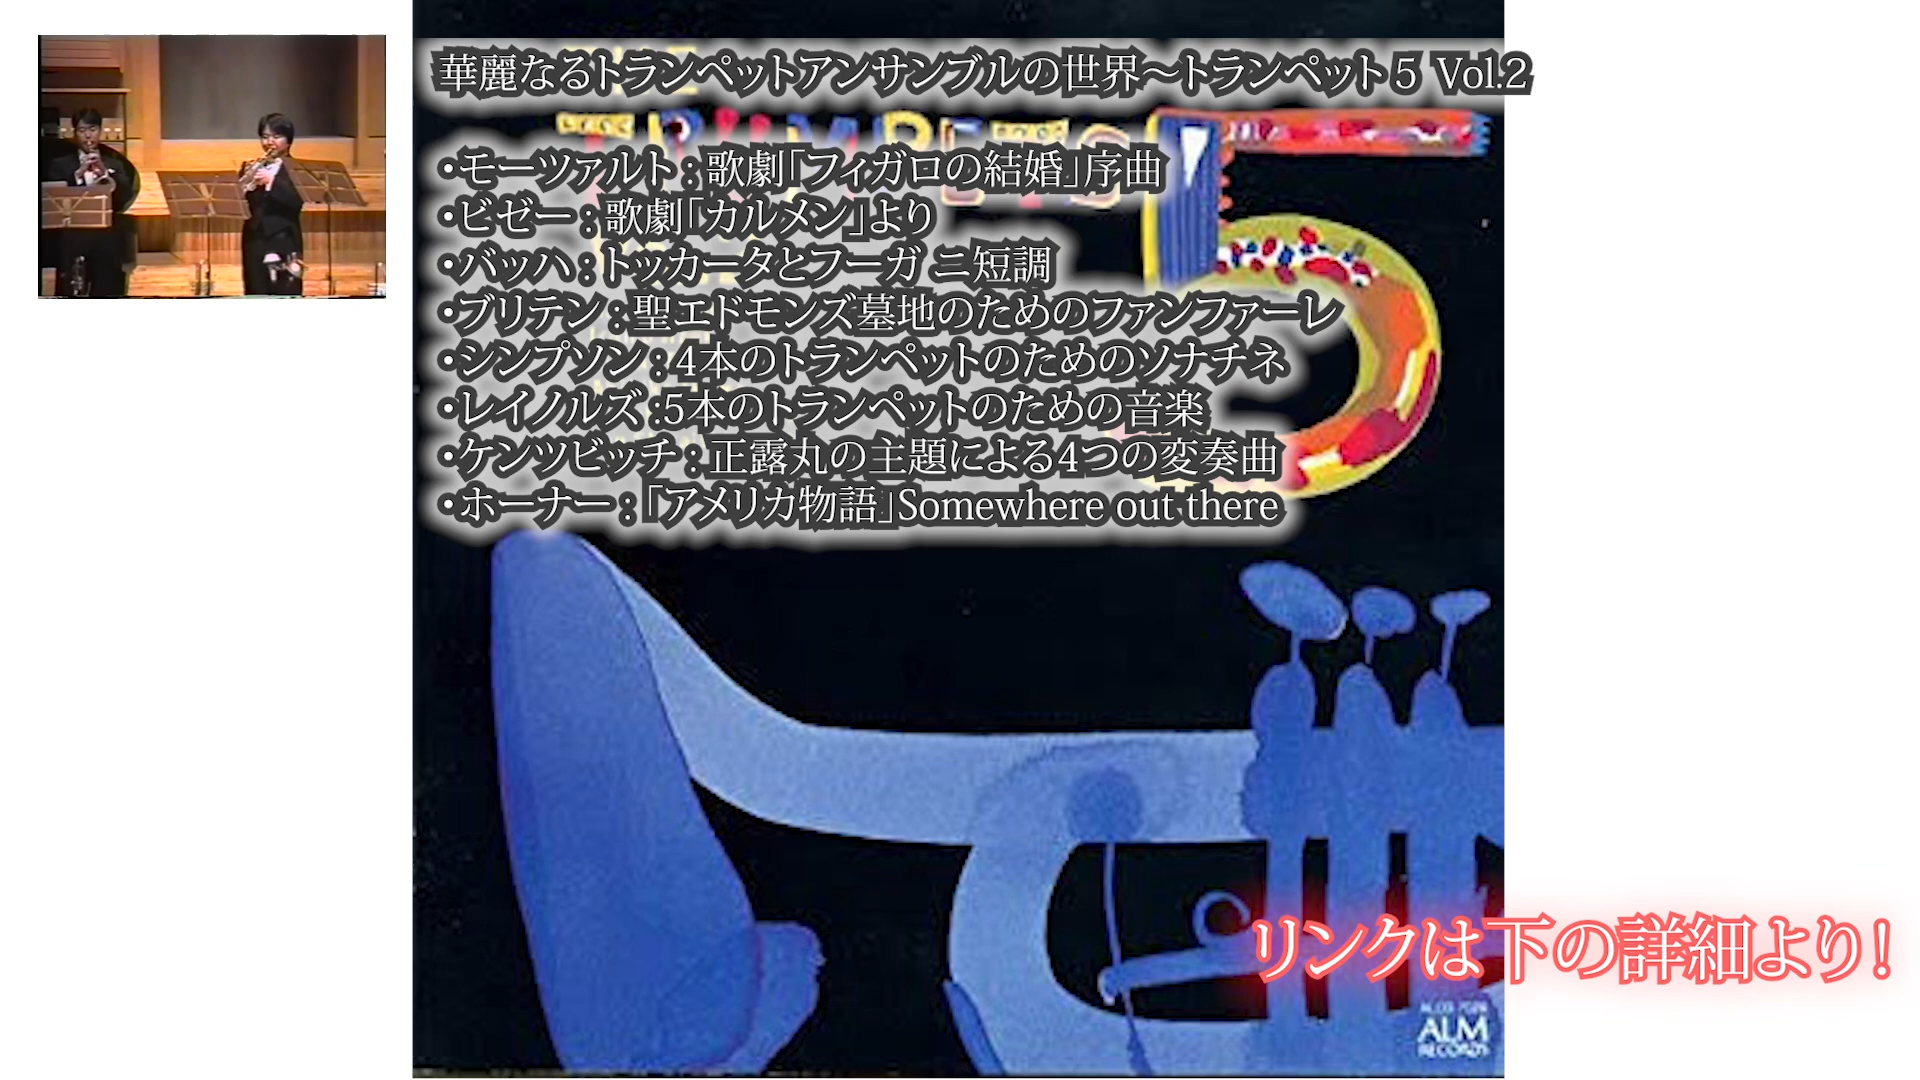 華麗なるトランペットアンサンブルの世界～トランペット5 Vol.2
・モーツァルト：歌劇「フィガロの結婚」序曲
・ビゼー：歌劇「カルメン」より
・バッハ：トッカータとフーガ ニ短調
・ブリテン：聖エドモンズ墓地のためのファンファーレ
・シンプソン：4本のトランペットのためのソナチネ
・レイノルズ：5本のトランペットのための音楽
・ケンツビッチ：正露丸の主題による4つの変奏曲
・ホーナー：「アメリカ物語」Somewhere out there
TRUMPETS 5
リンクは下の詳細より！
ALM
RECORDS